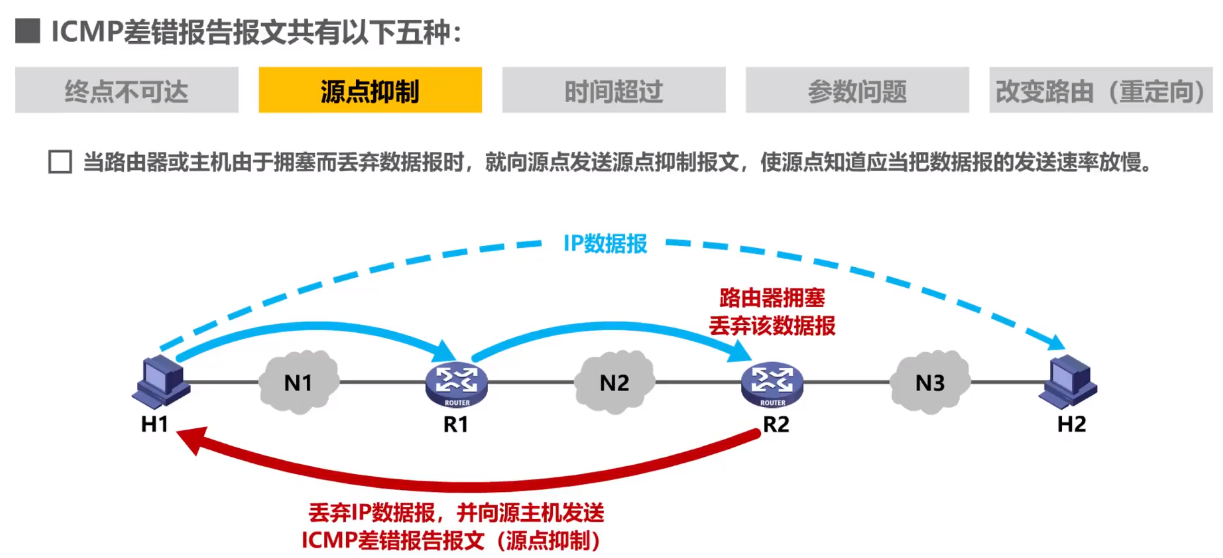 ICMP差错报告报文共有以下五种：
终点不可达
源点抑制
时间超过
参数问题
改变路由（重定向）
当路由器或主机由于拥塞而丢弃数据报时，就向源点发送源点抑制报文，使源点知道应当把数据报的发送速率放慢。
IP数据报
路由器拥塞
丢弃该数据报
N1
N2
N3
ROUTER
ROUTER
H1
R1
R2
H2
丢弃IP数据报，并向源主机发送
ICMP差错报告报文（源点抑制）